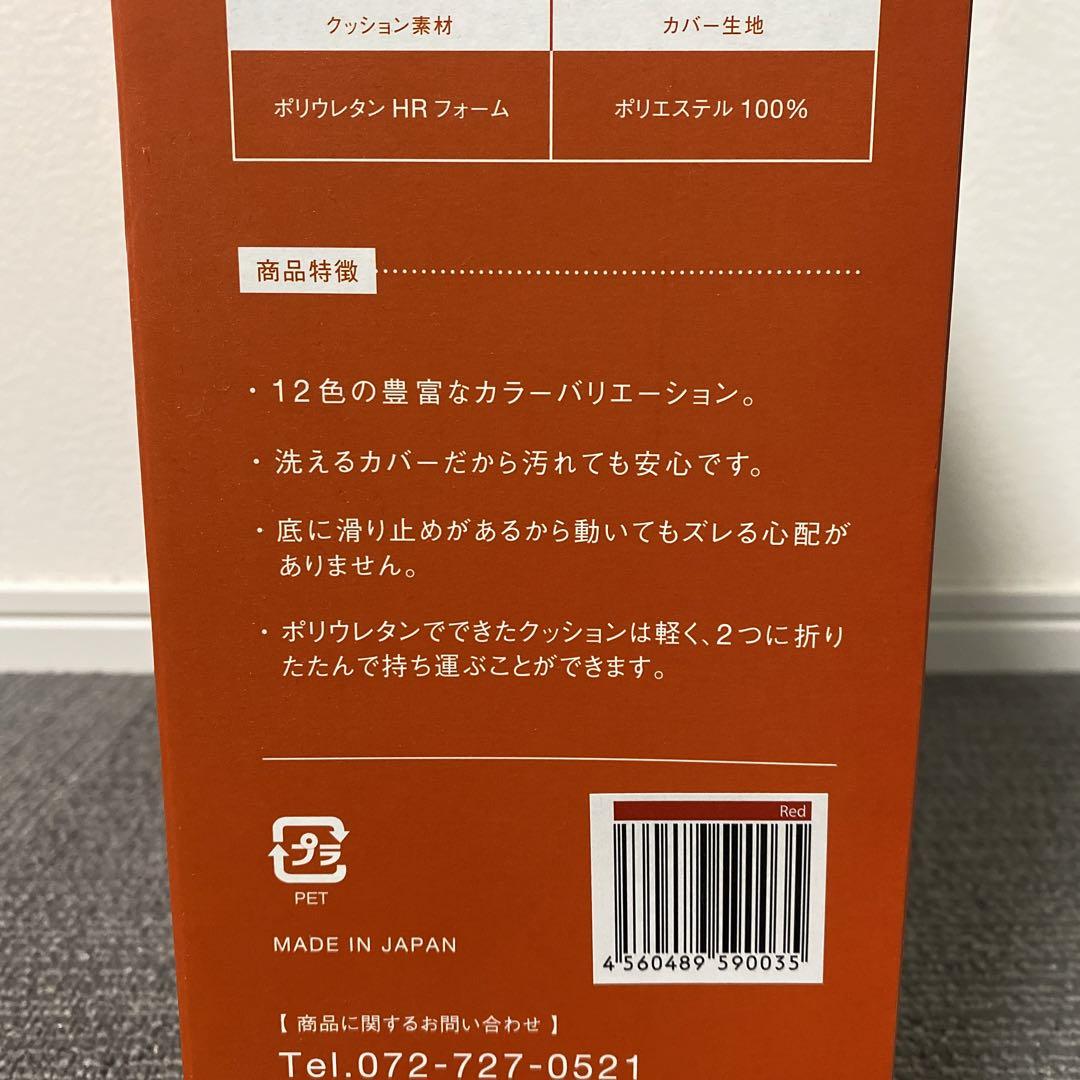 クッション素材
カバー生地
ポリウレタン HR フォーム
ポリエステル 100%
商品特徴
・12色の豊富なカラーバリエーション。
・洗えるカバーだから汚れても安心です。
・底に滑り止めがあるから動いてもズレる心配が
ありません。
・ポリウレタンでできたクッションは軽く、2つに折り
たたんで持ち運ぶことができます。
プラ
PET
MADE IN JAPAN
Red
4 560489 590035
【 商品に関するお問い合わせ 】
Tel.072-727-0521